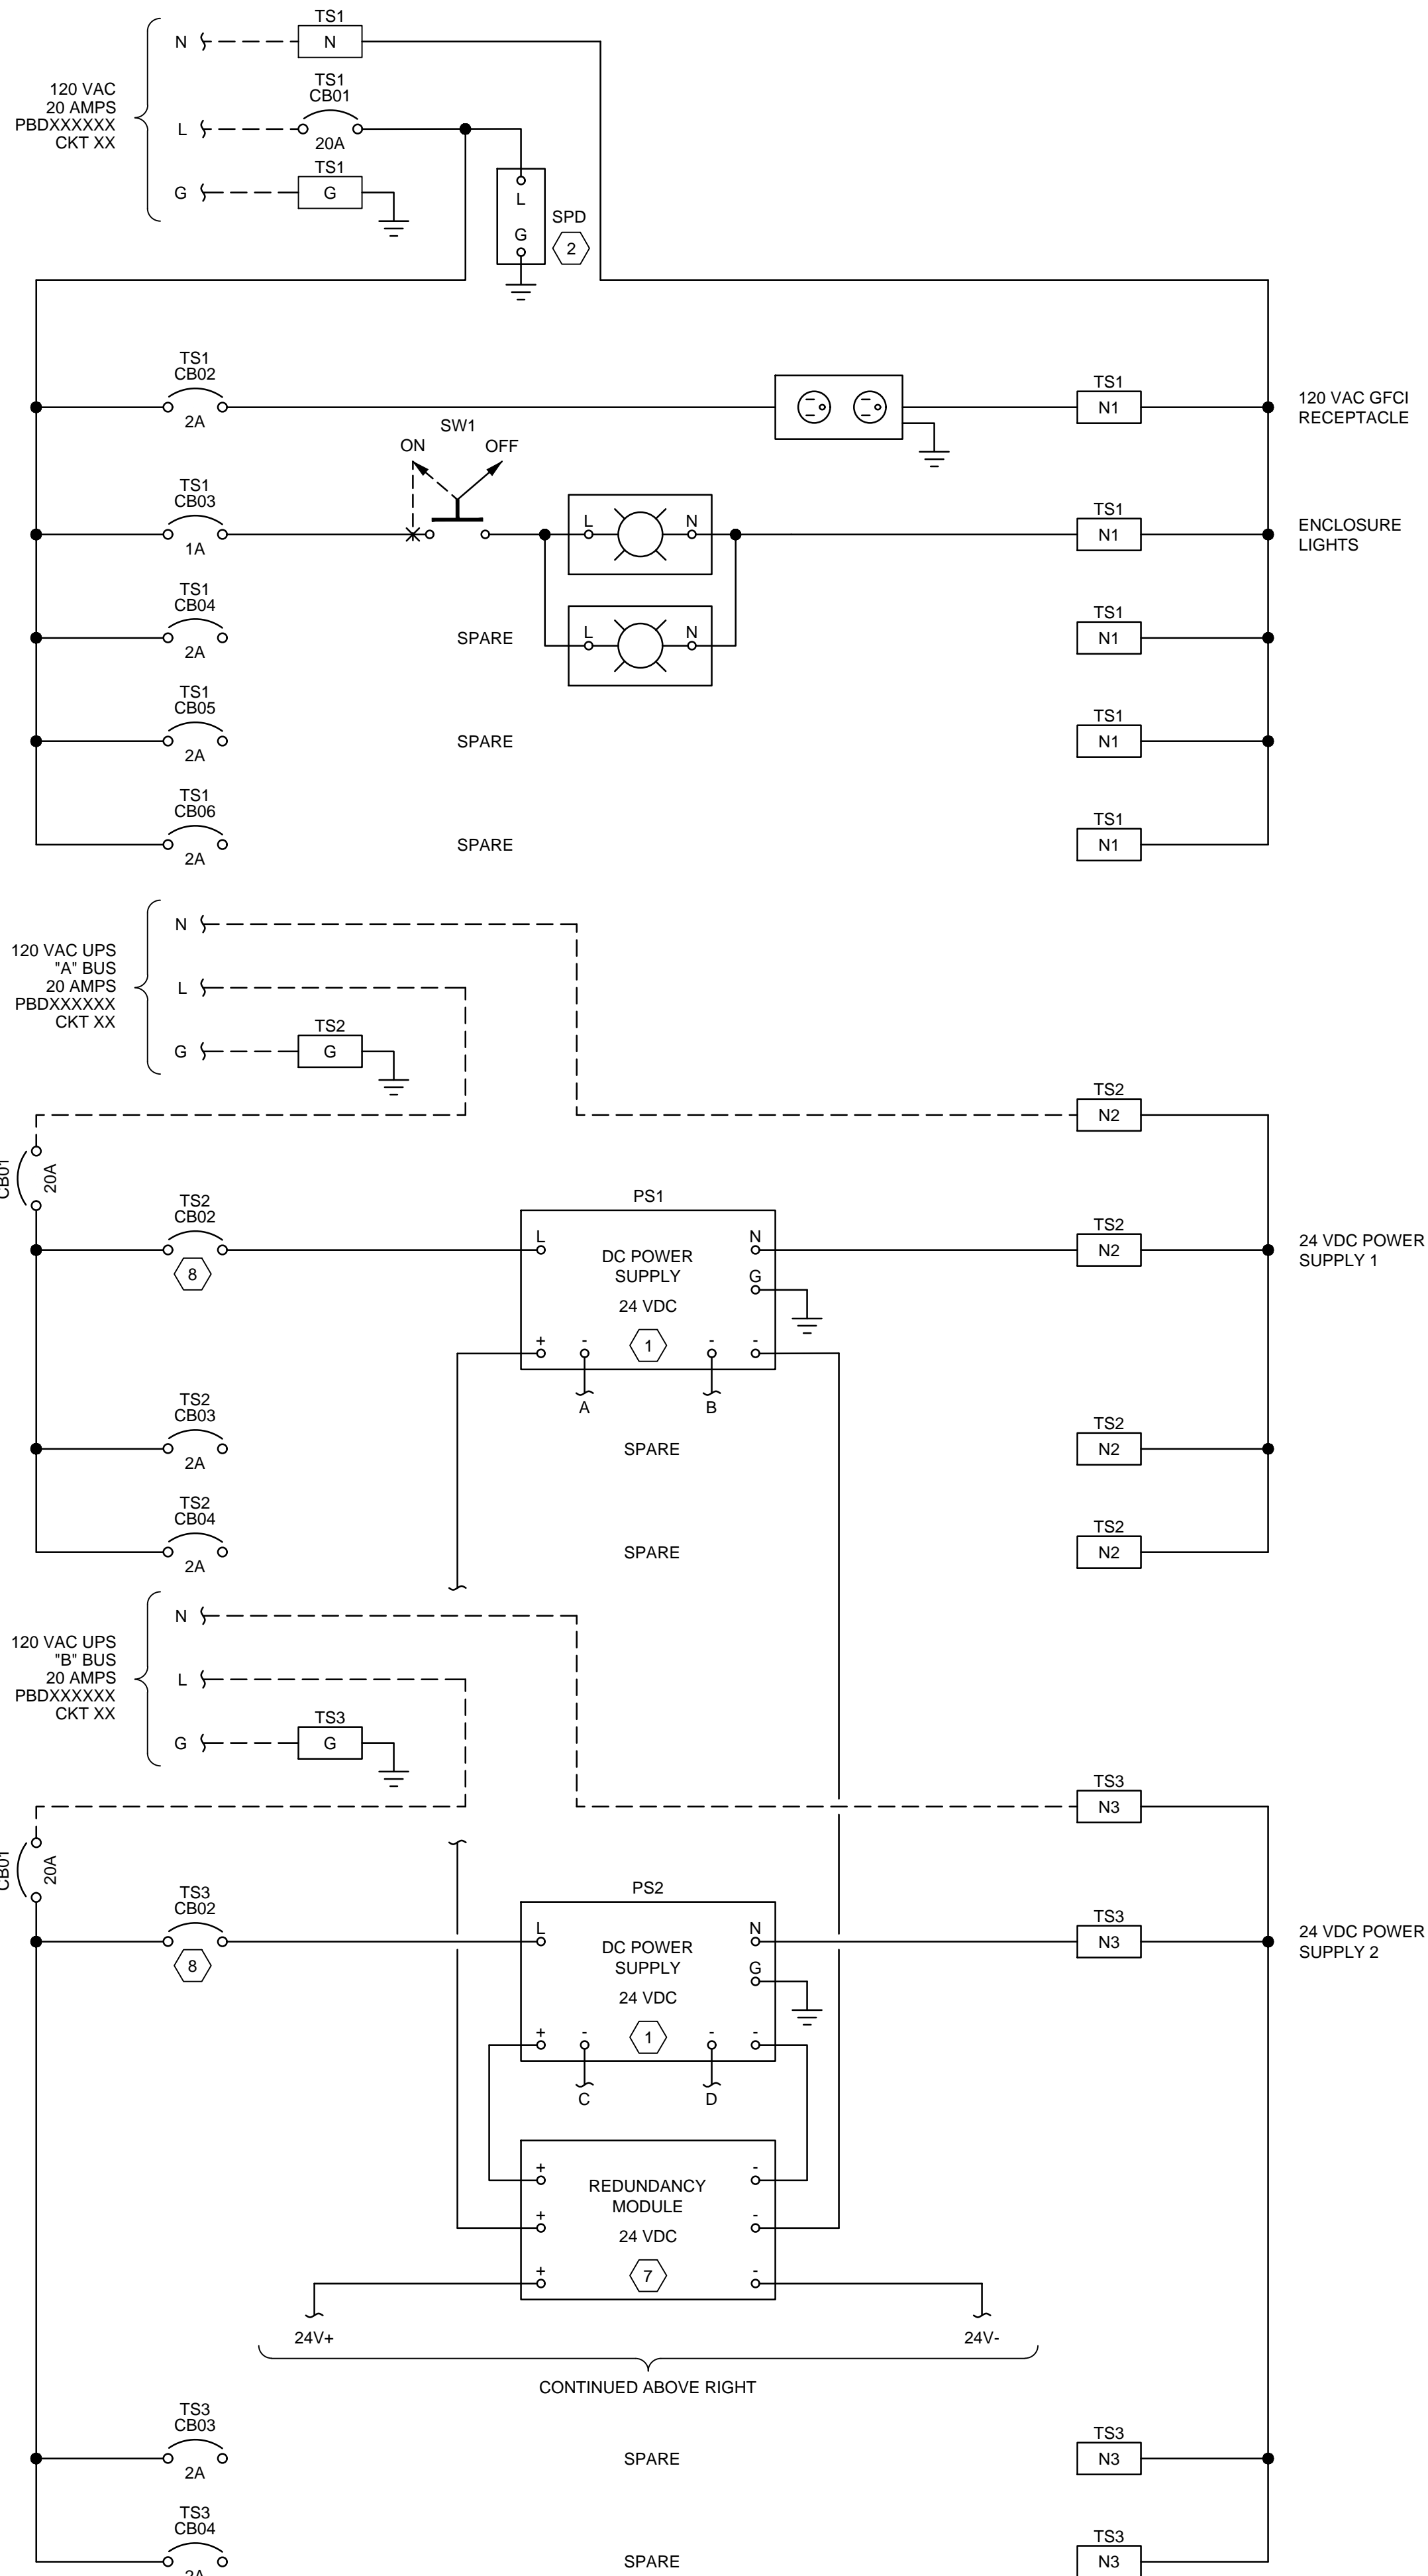 TS1
N
N
TS1
CB01
120 VAC
20 AMPS
PBDXXXXXX
CKT XX
L
20A
TS1
G
G
L
G
SPD
2
TS1
CB02
2A
TS1
N1
120 VAC GFCI
RECEPTACLE
SW1
ON
OFF
TS1
CB03
1A
L
N
TS1
N1
ENCLOSURE
LIGHTS
TS1
CB04
2A
SPARE
L
N
TS1
N1
TS1
CB05
2A
SPARE
TS1
N1
TS1
CB06
2A
SPARE
TS1
N1
N
120 VAC UPS
"A" BUS
20 AMPS
PBDXXXXXX
CKT XX
L
G
TS2
G
TS2
N2
CB01
20A
TS2
CB02
8
PS1
L
DC POWER
SUPPLY
24 VDC
1
N
G
+
-
-
-
A
B
TS2
N2
24 VDC POWER
SUPPLY 1
TS2
CB03
2A
SPARE
TS2
N2
TS2
CB04
2A
SPARE
TS2
N2
N
120 VAC UPS
"B" BUS
20 AMPS
PBDXXXXXX
CKT XX
L
G
TS3
G
TS3
N3
CB01
20A
TS3
CB02
8
PS2
L
DC POWER
SUPPLY
24 VDC
1
N
G
+
-
-
-
C
D
TS3
N3
24 VDC POWER
SUPPLY 2
+
-
REDUNDANCY
MODULE
+
-
24 VDC
7
+
-
24V+
24V-
CONTINUED ABOVE RIGHT
TS3
CB03
2A
SPARE
TS3
N3
TS3
CB04
2A
SPARE
TS3
N3